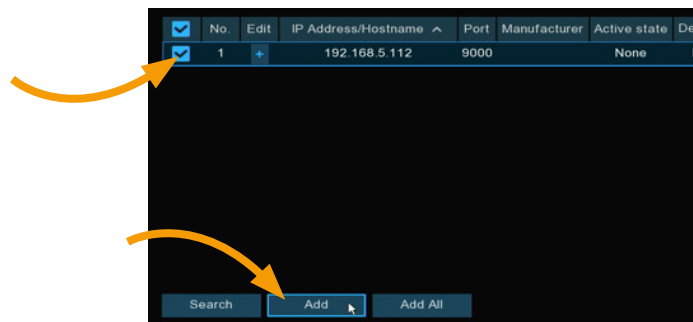 No. Edit IP Address/Hostname Port Manufacturer Active state De
1 + 192.168.5.112 9000 None
Search Add Add All